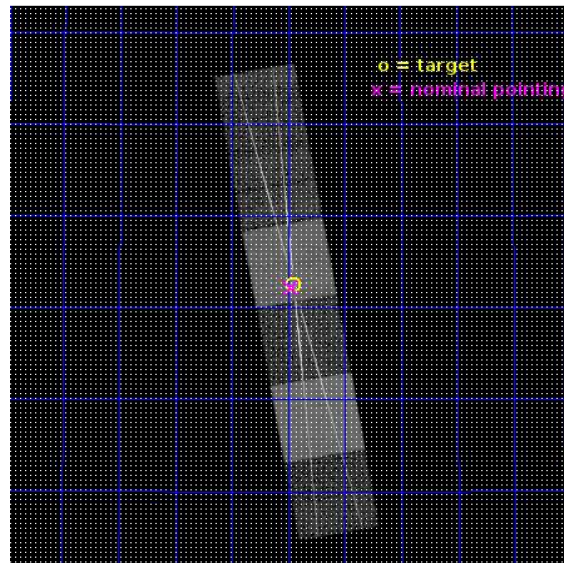 o = target
x = nominal pointing